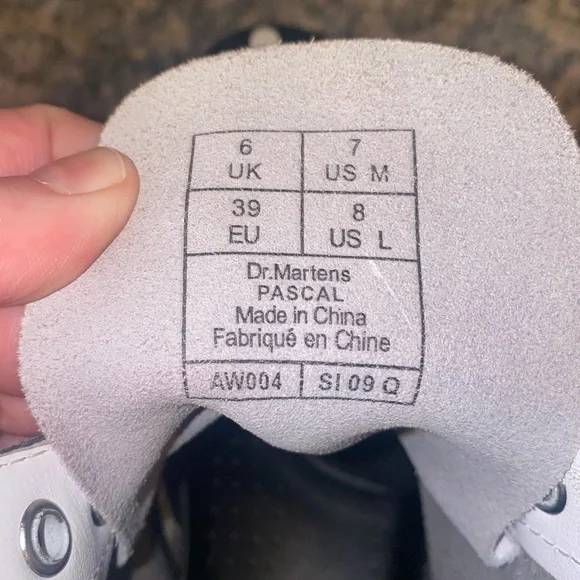 6 7
UK US M
39 8
EU US L
Dr.Martens
PASCAL
Made in China
Fabriqué en Chine
AW004 SI 09 Q